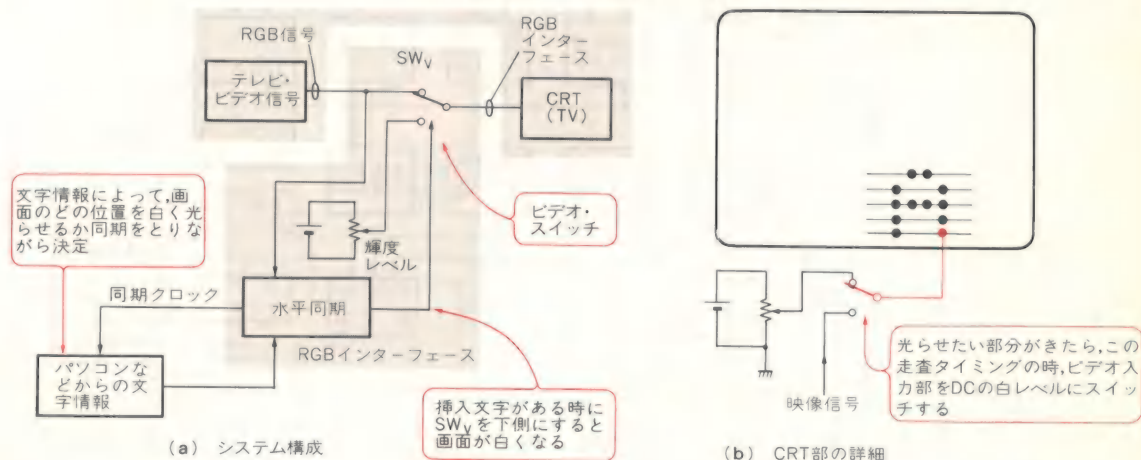 RGB信号
テレビ・
ビデオ信号
SWV
RGB
インター
フェース
CRT
(TV)
文字情報によって,画
面のどの位置を白く光
らせるか同期をとりな
がら決定
ビデオ・
スイッチ
輝度
レベル
同期クロック
水平同期
RGBインターフェース
パソコンな
どからの文
字情報
挿入文字がある時に
SWVを下側にすると
画面が白くなる
(a) システム構成
映像信号
光らせたい部分がきたら,この
走査タイミングの時,ビデオ入
力部をDCの白レベルにスイッ
チする
(b) CRT部の詳細